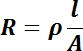 R = ρ l/A